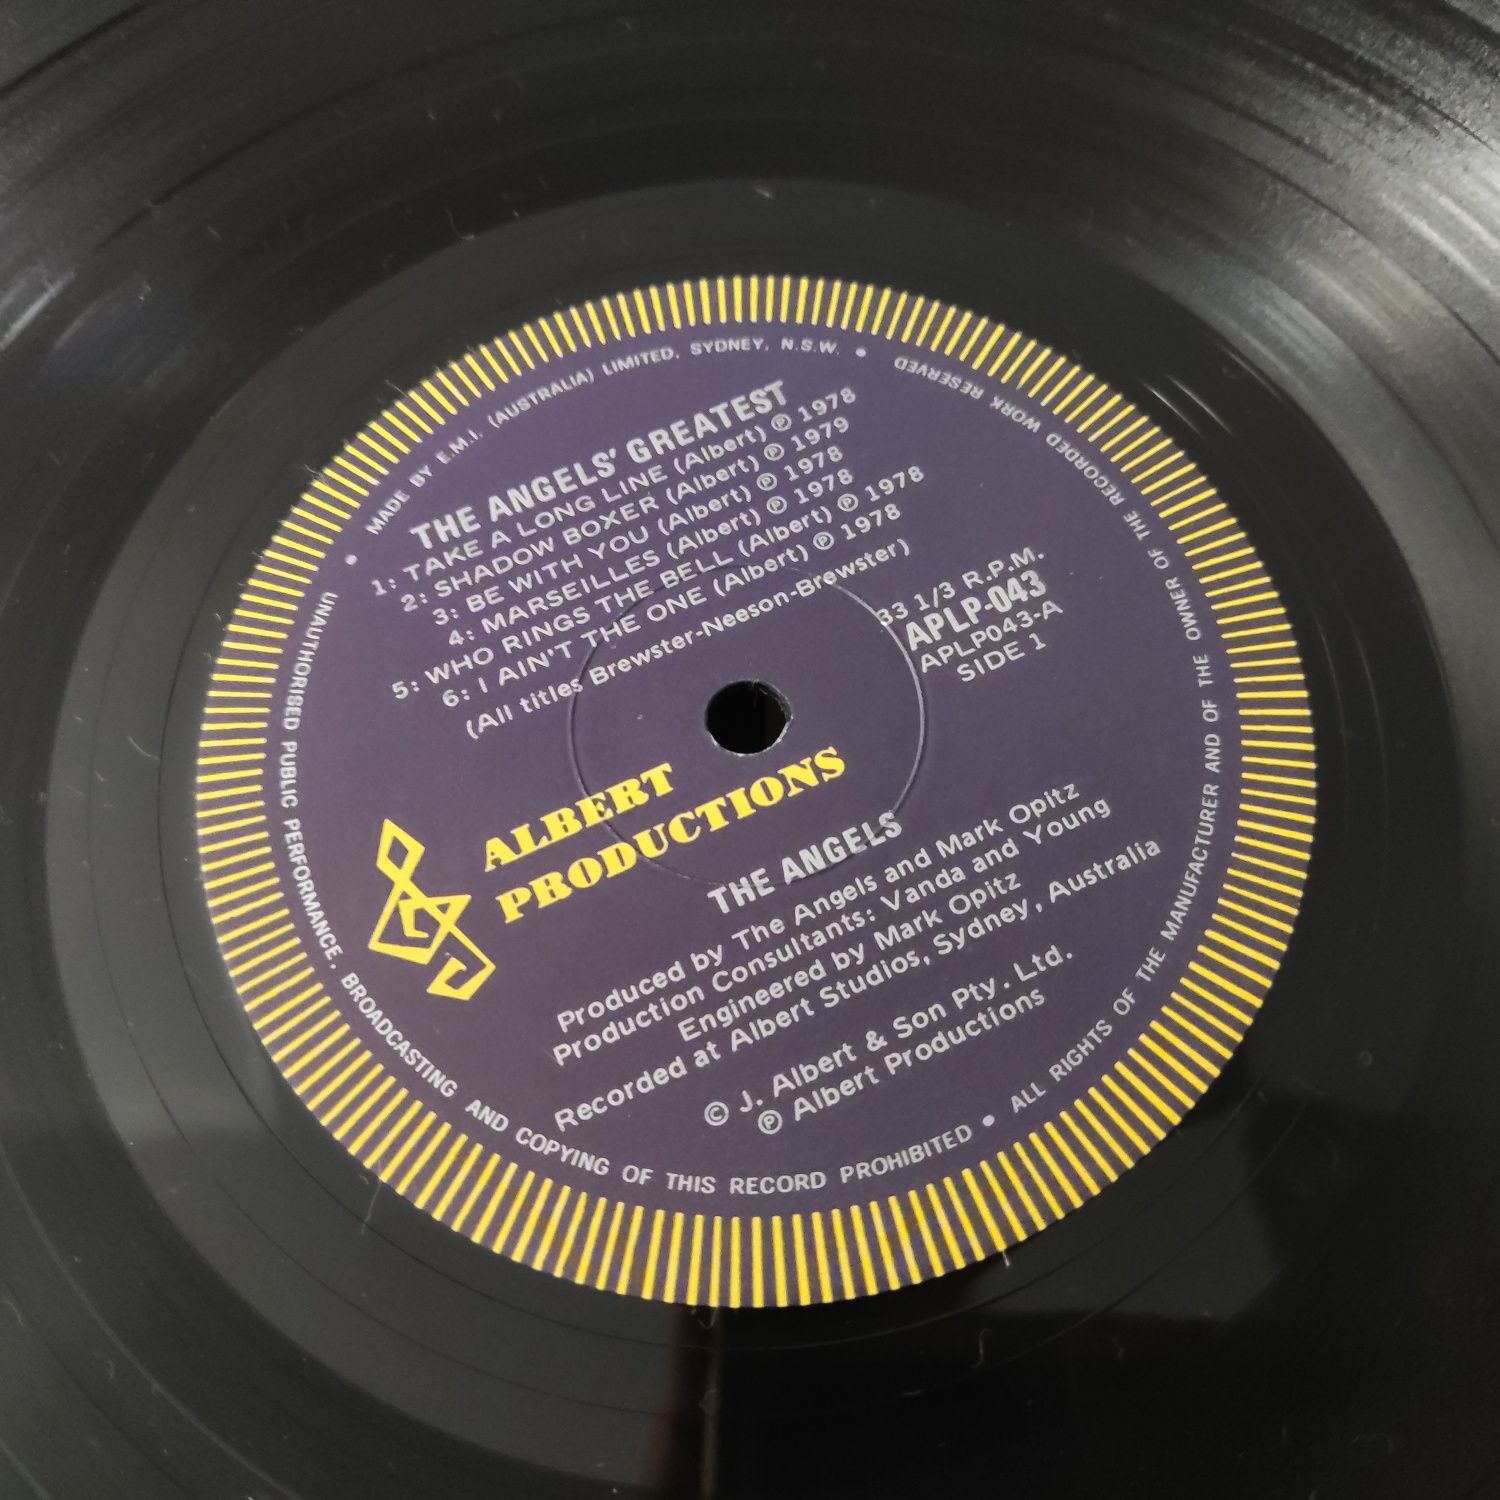 MADE BY E.M.I. (AUSTRALIA) LIMITED, SYDNEY, N.S.W. •
THE ANGELS' GREATEST
1: TAKE A LONG LINE (Albert) ℗ 1978
2: SHADOW BOXER (Albert) ℗ 1979
3: BE WITH YOU (Albert) ℗ 1978
4: MARSEILLES (Albert) ℗ 1978
5: WHO RINGS THE BELL (Albert) ℗ 1978
6: I AIN'T THE ONE (Albert) ℗ 1978
(All titles Brewster-Neeson-Brewster)
33 1/3 R.P.M.
APLP-043
APLP043-A
SIDE 1
ALBERT
PRODUCTIONS
THE ANGELS
Produced by The Angels and Mark Opitz
Production Consultants: Vanda and Young
Engineered by Mark Opitz
Recorded at Albert Studios, Sydney, Australia
© J. Albert & Son Pty. Ltd.
℗ Albert Productions
• UNAUTHORISED PUBLIC PERFORMANCE, BROADCASTING AND COPYING OF THIS RECORD PROHIBITED •
ALL RIGHTS OF THE MANUFACTURER AND OF THE OWNER OF THE RECORDED WORK RESERVED